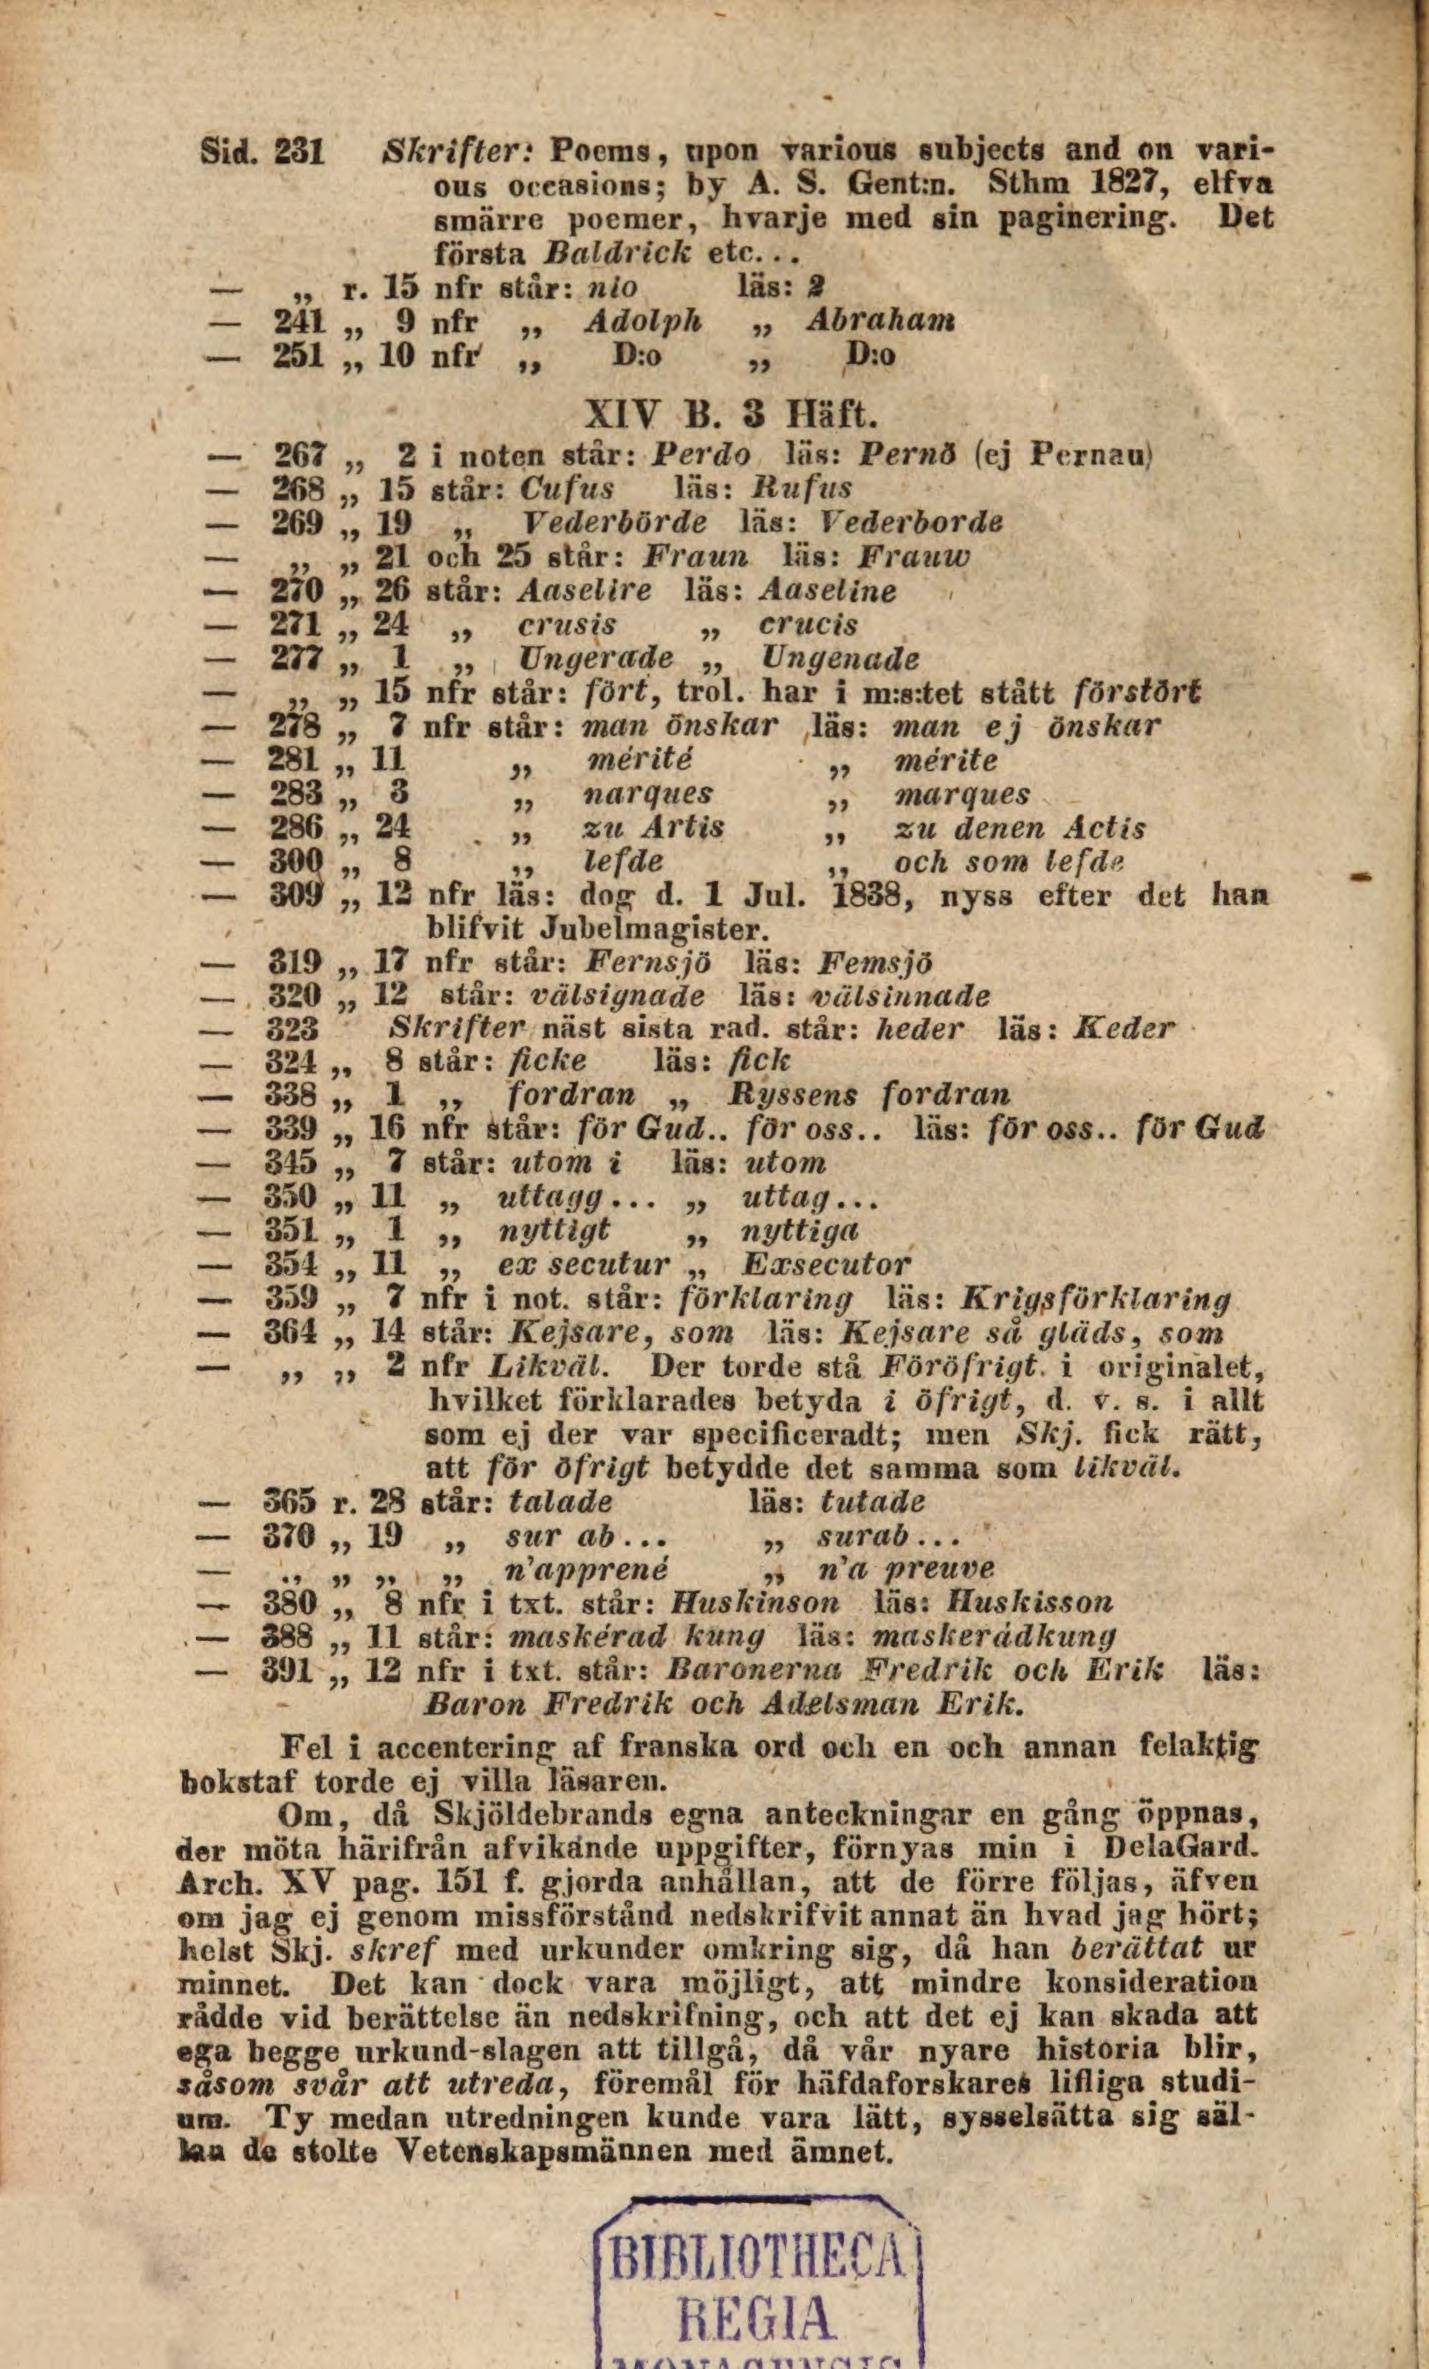 Sid. 231 Skrifter: Poems, upon various subjects and on vari-
ous occasions; by A. S. Gent:n. Sthm 1827, elfva
smärre poemer, hvarje med sin paginering. Det
första Baldrick etc...
— „ r. 15 nfr står: nio läs: 2
— 241 „ 9 nfr „ Adolph „ Abraham
— 251 „ 10 nfr „ D:o „ D:o
XIV B. 3 Häft.
— 267 „ 2 i noten står: Perdo läs: Pernö (ej Pernau)
— 268 „ 15 står: Cufus läs: Rufus
— 269 „ 19 „ Vederbörde läs: Vederborde
— „ „ 21 och 25 står: Fraun läs: Frauw
— 270 „ 26 står: Aaselire läs: Aaseline
— 271 „ 24 „ crusis „ crucis
— 277 „ 1 „ Ungerade „ Ungenade
— „ „ 15 nfr står: fört, trol. har i m:s:tet stått förstört
— 278 „ 7 nfr står: man önskar läs: man ej önskar
— 281 „ 11 „ mérité „ mérite
— 283 „ 3 „ narques „ marques
— 286 „ 24 „ zu Artis „ zu denen Actis
— 300 „ 8 „ lefde „ och som lefde
— 309 „ 12 nfr läs: dog d. 1 Jul. 1838, nyss efter det han
blifvit Jubelmagister.
— 319 „ 17 nfr står: Fernsjö läs: Femsjö
— 320 „ 12 står: välsignade läs: välsinnade
— 323 Skrifter näst sista rad. står: heder läs: Keder
— 324 „ 8 står: ficke läs: fick
— 338 „ 1 „ fordran „ Ryssens fordran
— 339 „ 16 nfr står: för Gud.. för oss.. läs: för oss.. för Gud
— 345 „ 7 står: utom i läs: utom
— 350 „ 11 „ uttagg... „ uttag...
— 351 „ 1 „ nyttigt „ nyttiga
— 354 „ 11 „ ex secutur „ Exsecutor
— 359 „ 7 nfr i not. står: förklaring läs: Krigsförklaring
— 364 „ 14 står: Kejsare, som läs: Kejsare så gläds, som
— „ „ 2 nfr Likväl. Der torde stå Föröfrigt i originalet,
hvilket förklarades betyda i öfrigt, d. v. s. i allt
som ej der var specificeradt; men Skj. fick rätt,
att för öfrigt betydde det samma som likväl.
— 365 r. 28 står: talade läs: tutade
— 370 „ 19 „ sur ab... „ surab...
— „ „ „ „ n'apprené „ n'a preuve
— 380 „ 8 nfr i txt. står: Huskinson läs: Huskisson
— 388 „ 11 står: maskérad kung läs: maskerådkung
— 391 „ 12 nfr i txt. står: Baronerna Fredrik och Erik läs:
Baron Fredrik och Adelsman Erik.
Fel i accentering af franska ord och en och annan felaktig
bokstaf torde ej villa läsaren.
Om, då Skjöldebrands egna anteckningar en gång öppnas,
der möta härifrån afvikande uppgifter, förnyas min i DelaGard.
Arch. XV pag. 151 f. gjorda anhållan, att de förre följas, äfven
om jag ej genom missförstånd nedskrifvit annat än hvad jag hört;
helst Skj. skref med urkunder omkring sig, då han berättat ur
minnet. Det kan dock vara möjligt, att mindre konsideration
rådde vid berättelse än nedskrifning, och att det ej kan skada att
ega begge urkund-slagen att tillgå, då vår nyare historia blir,
såsom svår att utreda, föremål för häfdaforskares lifliga studi-
um. Ty medan utredningen kunde vara lätt, sysselsätta sig säl-
lan de stolte Vetenskapsmännen med ämnet.
BIBLIOTHECA
REGIA
MONACENSIS